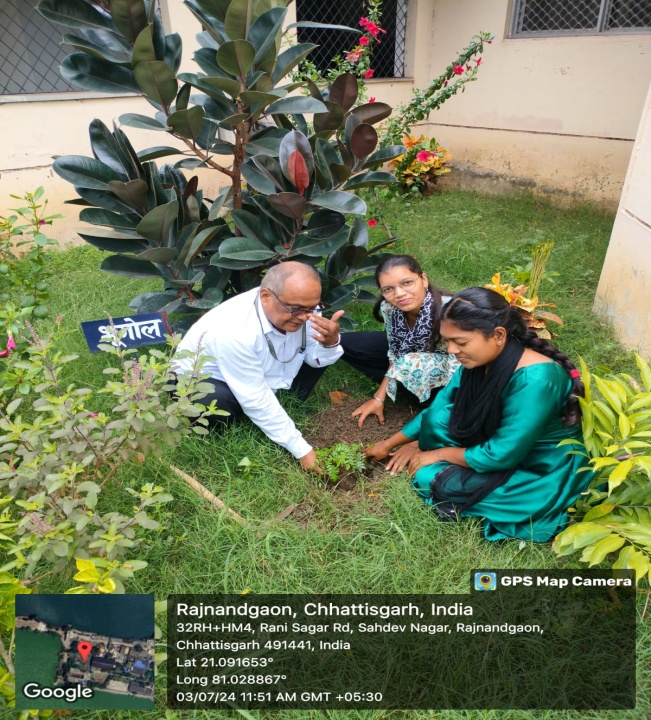 भूगोल
GPS Map Camera
Rajnandgaon, Chhattisgarh, India
32RH+HM4, Rani Sagar Rd, Sahdev Nagar, Rajnandgaon,
Chhattisgarh 491441, India
Lat 21.091653°
Long 81.028867°
03/07/24 11:51 AM GMT +05:30
Google